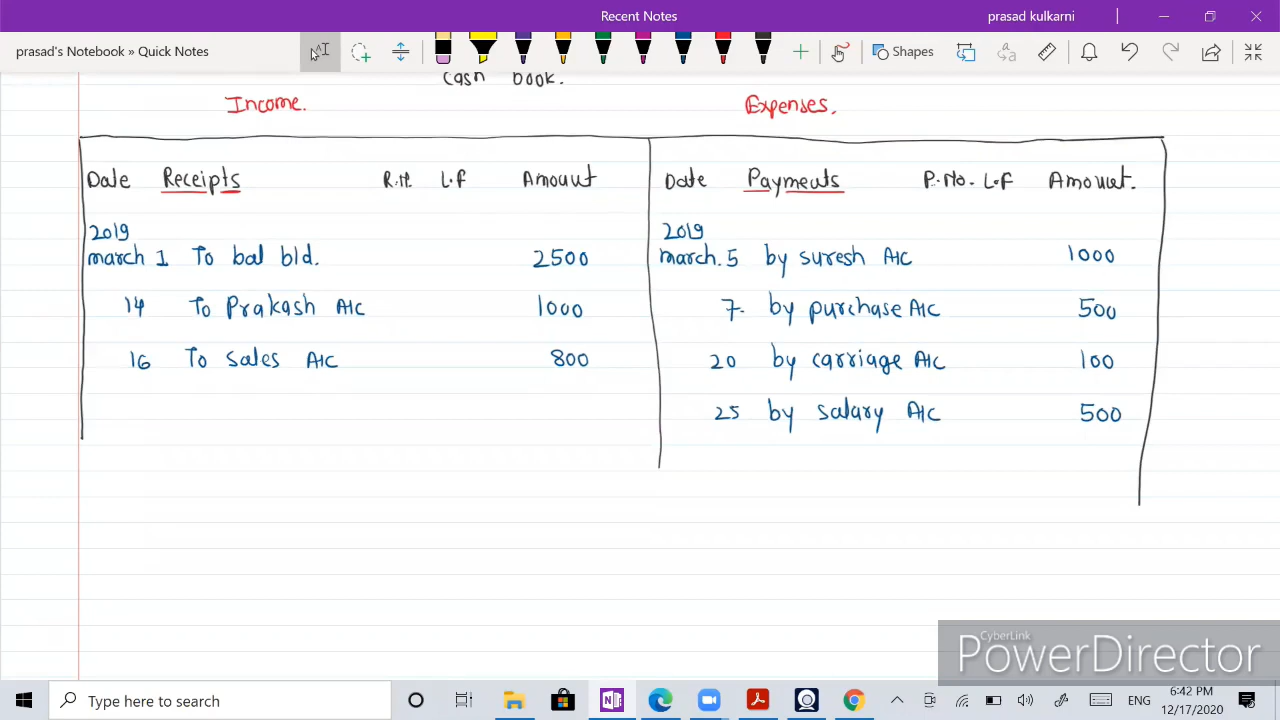 Recent Notes
prasad kulkarni
prasad's Notebook » Quick Notes
Shapes
Cash book.
Income. Expenses.
Date Receipts R.N. L.F Amount Date Payments P.No. L.F Amount.
2019 2019
march 1 To bal bld. 2500 march. 5 by suresh A/C 1000
14 To Prakash A/C 1000 7. by purchase A/C 500
16 To sales A/C 800 20 by carriage A/C 100
25 by salary A/C 500
CyberLink
PowerDirector
Type here to search
6:42 PM
12/17/2020